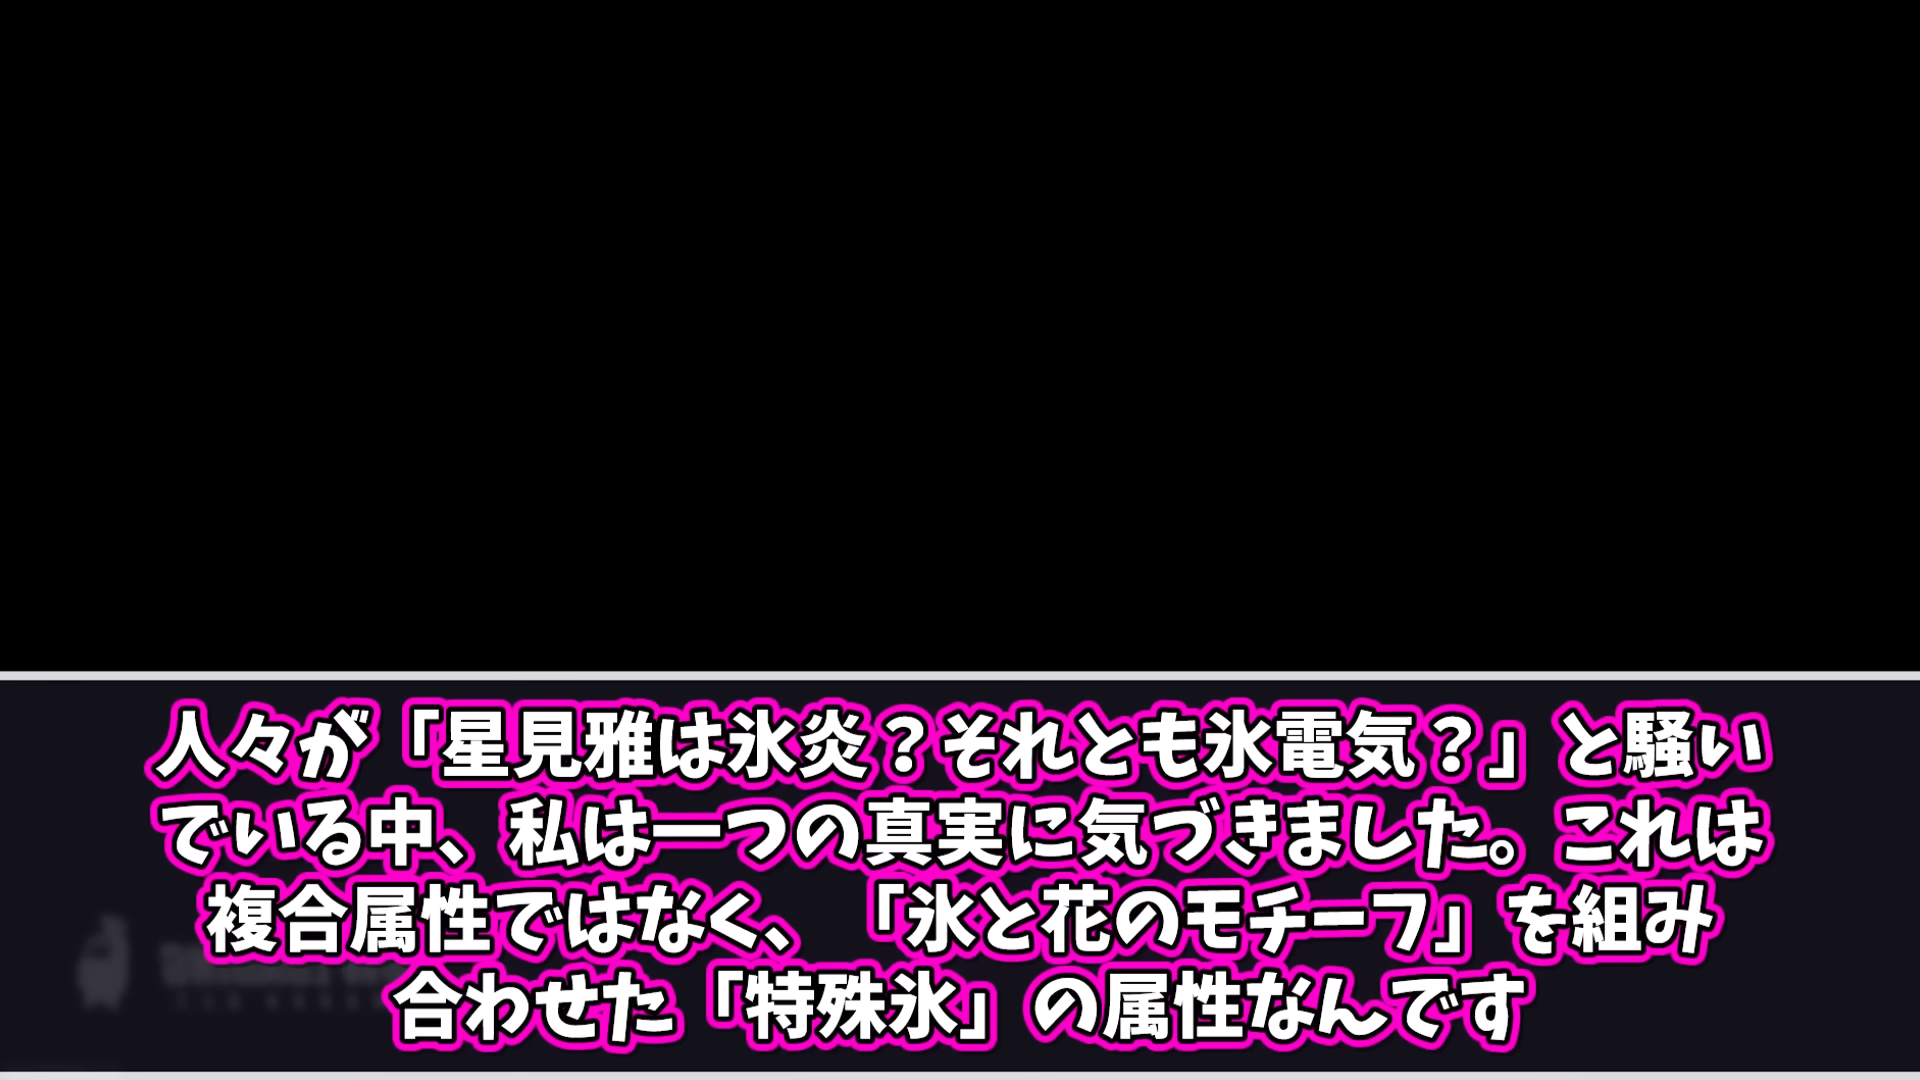 人々が「星見雅は氷炎？それとも氷電気？」と騒い
でいる中、私は一つの真実に気づきました。これは
複合属性ではなく、「氷と花のモチーフ」を組み
合わせた「特殊氷」の属性なんです